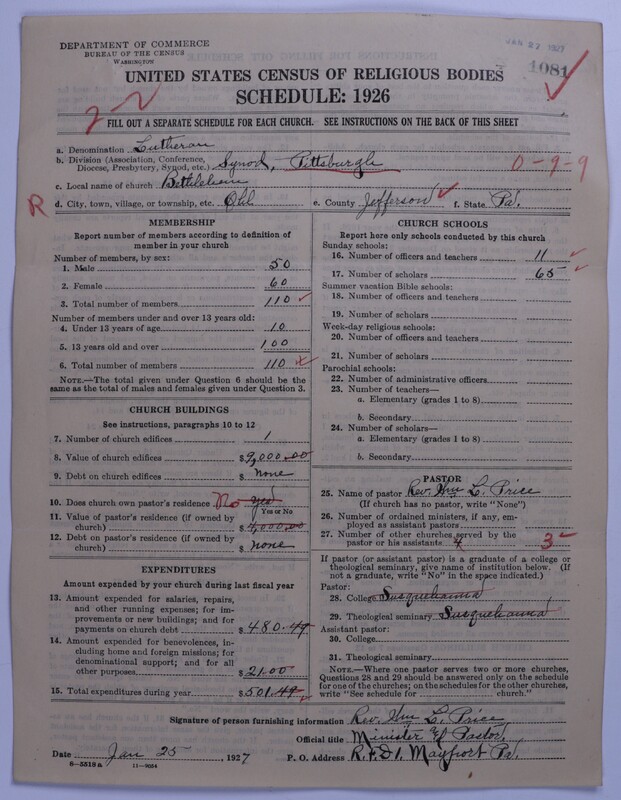 DEPARTMENT OF COMMERCE
BUREAU OF THE CENSUS
WASHINGTON
JAN 27 1927
1081
UNITED STATES CENSUS OF RELIGIOUS BODIES
SCHEDULE: 1926
2-2
FILL OUT A SEPARATE SCHEDULE FOR EACH CHURCH. SEE INSTRUCTIONS ON THE BACK OF THIS SHEET
a. Denomination Lutheran
b. Division (Association, Conference, Diocese, Presbytery, Synod, etc.) Synod, Pittsburgh 0-9-9
c. Local name of church Bethlehem
R d. City, town, village, or township, etc. e. County Jefferson f. State Pa.
MEMBERSHIP
Report number of members according to definition of
member in your church
Number of members, by sex:
1. Male 50
2. Female 60
3. Total number of members 110
Number of members under and over 13 years old:
4. Under 13 years of age 10
5. 13 years old and over 100
6. Total number of members 110
NOTE.—The total given under Question 6 should be the
same as the total of males and females given under Question 3.
CHURCH BUILDINGS
See instructions, paragraphs 10 to 12
7. Number of church edifices 1
8. Value of church edifices $9,000.00
9. Debt on church edifices $ None
10. Does church own pastor's residence No yes
Yes or No
11. Value of pastor's residence (if owned by
church) $4,000.00
12. Debt on pastor's residence (if owned by
church) $ None
EXPENDITURES
Amount expended by your church during last fiscal year
13. Amount expended for salaries, repairs,
and other running expenses; for im-
provements or new buildings; and for
payments on church debt $ 480.49
14. Amount expended for benevolences, in-
cluding home and foreign missions; for
denominational support; and for all
other purposes $ 21.00
15. Total expenditures during year $ 501.49
CHURCH SCHOOLS
Report here only schools conducted by this church
Sunday schools:
16. Number of officers and teachers 11
17. Number of scholars 65
Summer vacation Bible schools:
18. Number of officers and teachers
19. Number of scholars
Week-day religious schools:
20. Number of officers and teachers
21. Number of scholars
Parochial schools:
22. Number of administrative officers
23. Number of teachers—
a. Elementary (grades 1 to 8)
b. Secondary
24. Number of scholars—
a. Elementary (grades 1 to 8)
b. Secondary
PASTOR
25. Name of pastor Rev. Wm L. Price
(If church has no pastor, write "None")
26. Number of ordained ministers, if any, em-
ployed as assistant pastors
27. Number of other churches served by the
pastor or his assistants 4 3
If pastor (or assistant pastor) is a graduate of a college or
theological seminary, give name of institution below. (If
not a graduate, write "No" in the space indicated.)
Pastor:
28. College Susquehanna
29. Theological seminary Susquehanna
Assistant pastor:
30. College
31. Theological seminary
NOTE.—Where one pastor serves two or more churches,
Questions 28 and 29 should be answered only on the schedule
for one of the churches; on the schedules for the other churches,
write "See schedule for church."
Signature of person furnishing information Rev. Wm L. Price
Official title Minister & Pastor,
Date Jan 25, 1927 P. O. Address R.F.D1, Mayport Pa.
8-5518a 11-9054